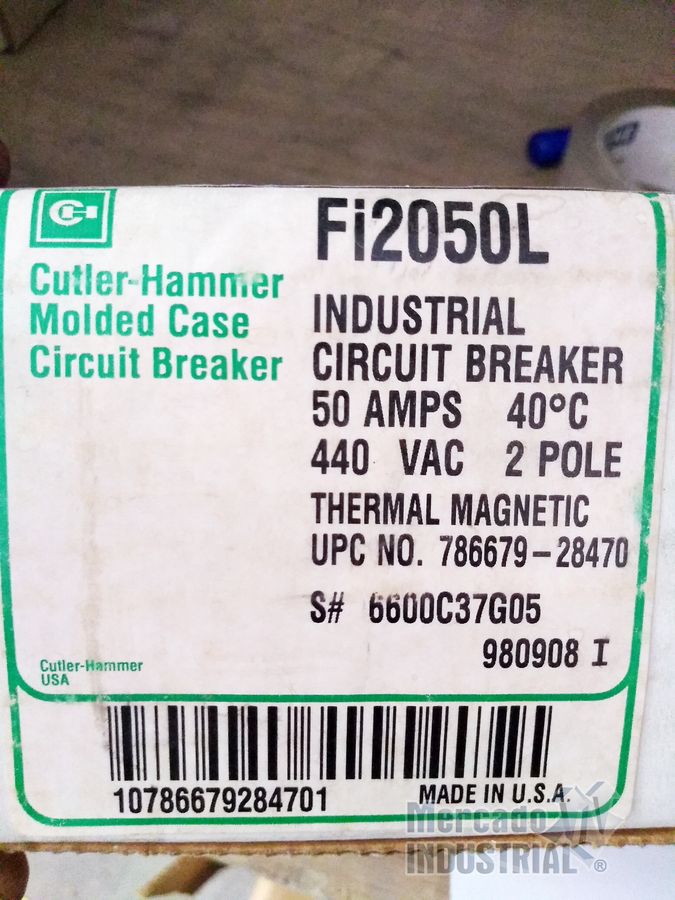 CH
Cutler-Hammer
Molded Case
Circuit Breaker
Fi2050L
INDUSTRIAL
CIRCUIT BREAKER
50 AMPS 40°C
440 VAC 2 POLE
THERMAL MAGNETIC
UPC NO. 786679-28470
S# 6600C37G05
980908 I
Cutler-Hammer
USA
10786679284701
MADE IN U.S.A.
Mercado
INDUSTRIAL®